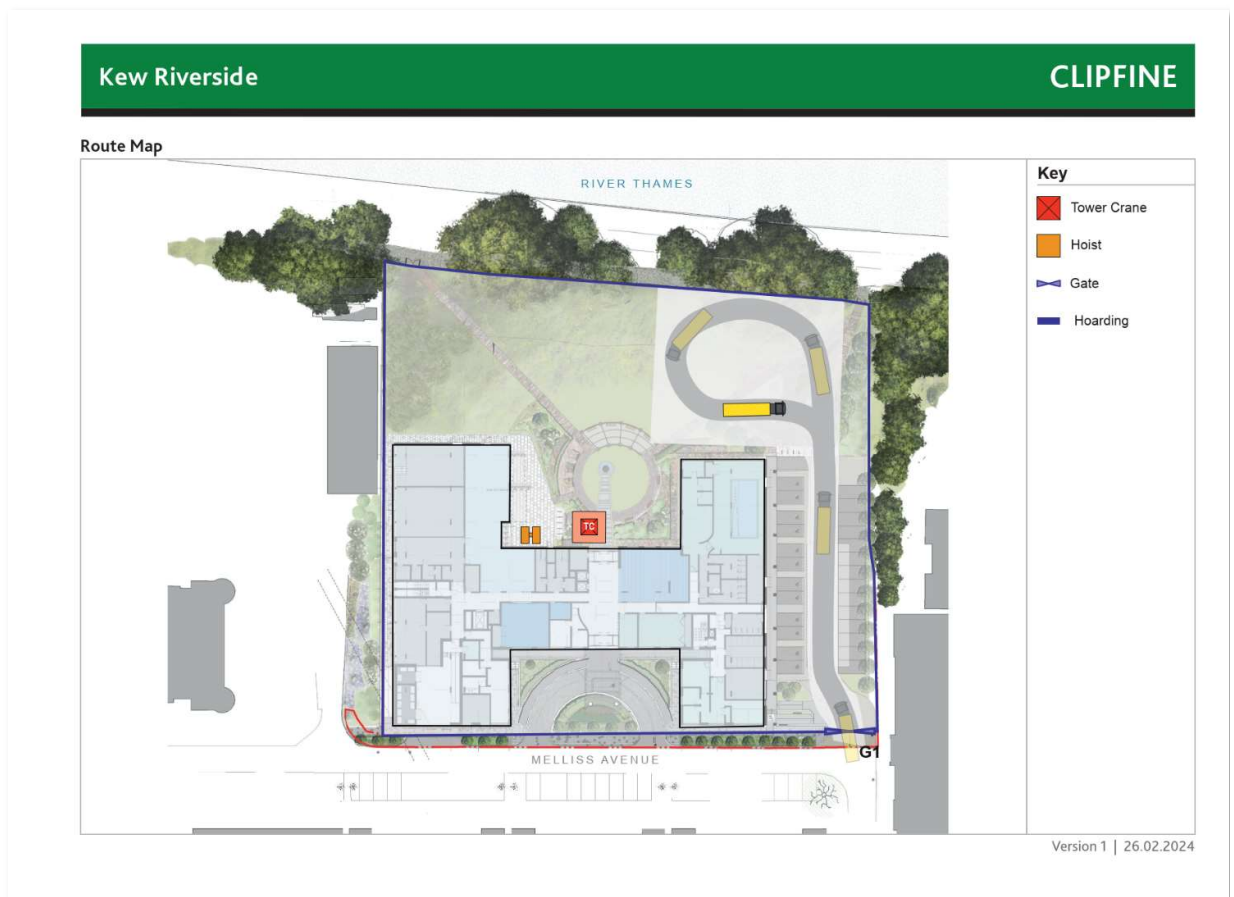 Kew Riverside
CLIPFINE
Route Map
RIVER THAMES
TC
MELLISS AVENUE
G1
Key
Tower Crane
Hoist
Gate
Hoarding
Version 1 | 26.02.2024